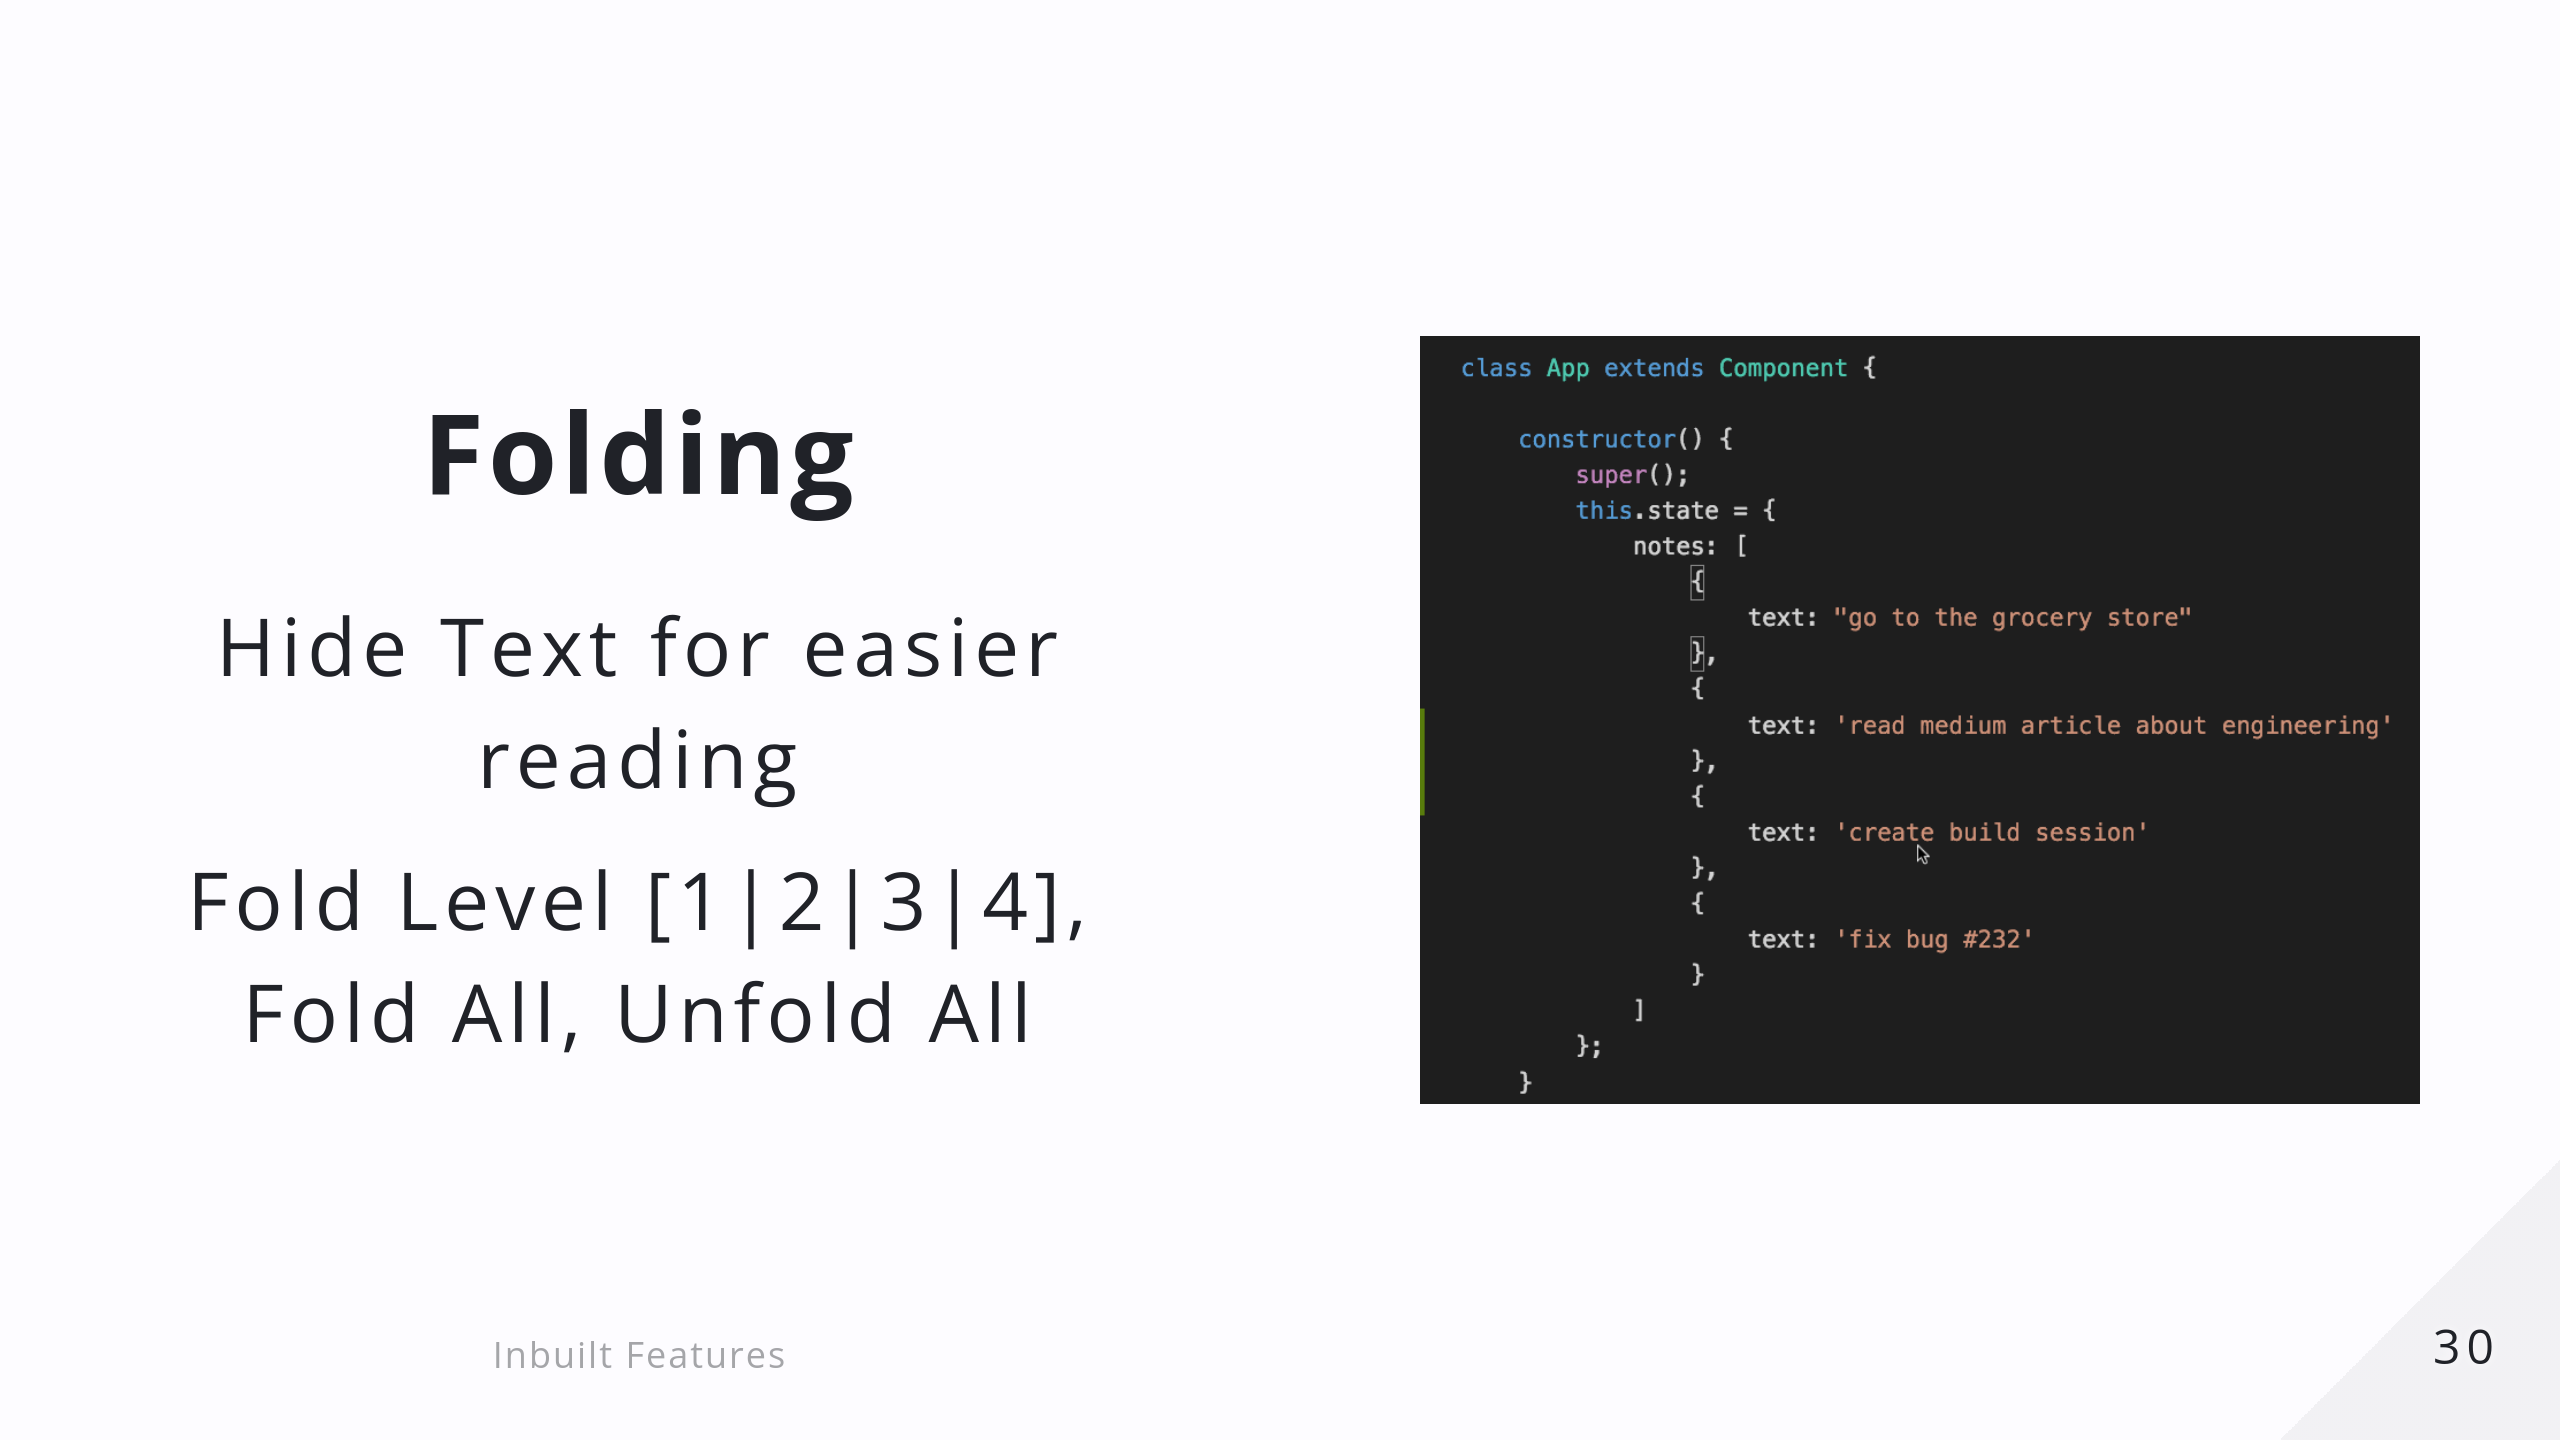 Folding
Hide Text for easier
reading
Fold Level [1|2|3|4],
Fold All, Unfold All
class App extends Component {
constructor() {
super();
this.state = {
notes: [
{
text: "go to the grocery store"
},
{
text: 'read medium article about engineering'
},
{
text: 'create build session'
},
{
text: 'fix bug #232'
}
]
};
}
Inbuilt Features
30